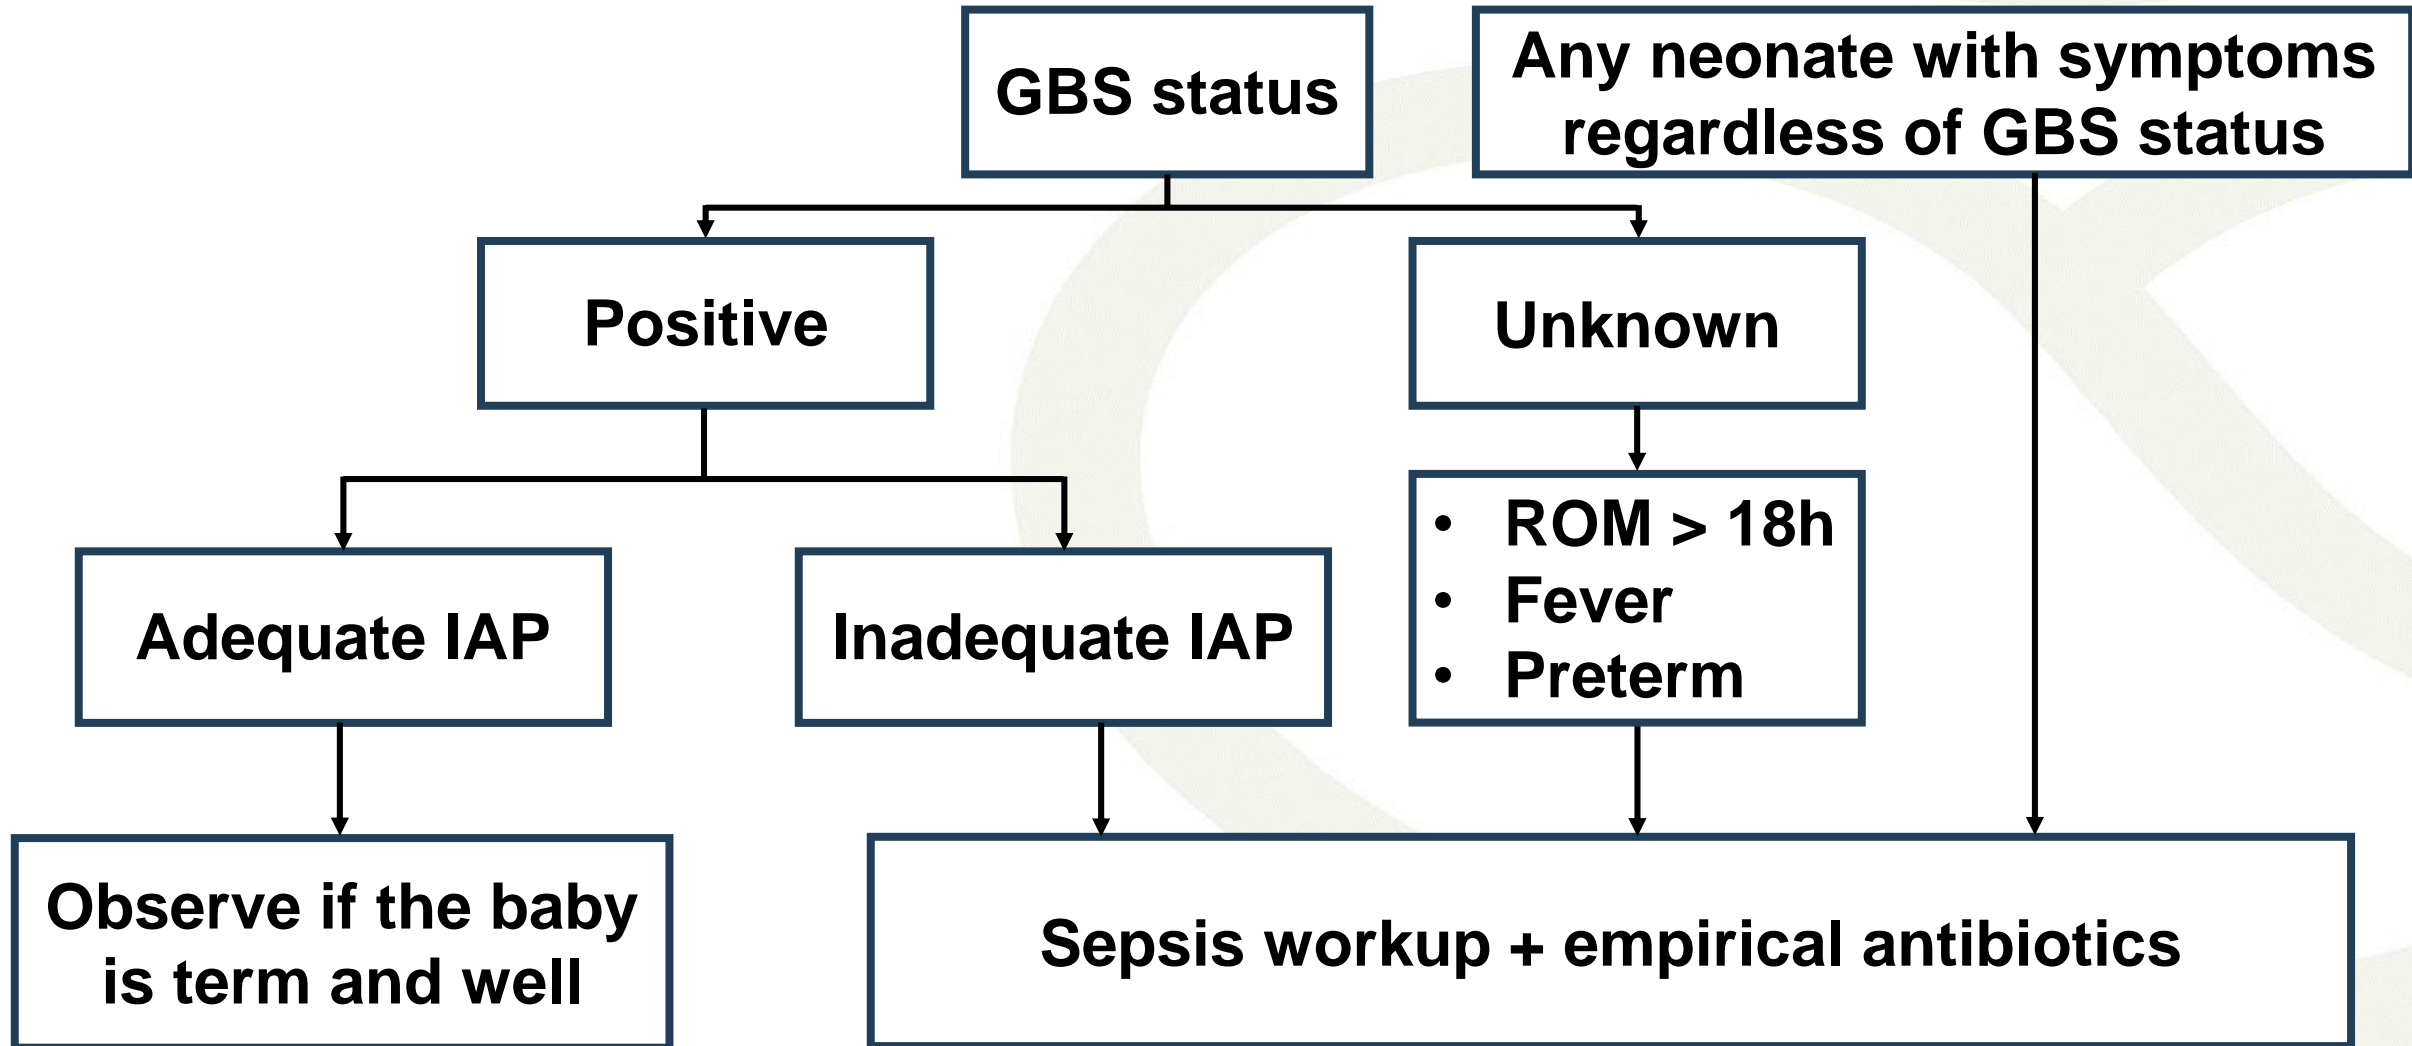 GBS status
Any neonate with symptoms
regardless of GBS status
Positive
Unknown
• ROM > 18h
• Fever
• Preterm
Adequate IAP
Inadequate IAP
Observe if the baby
is term and well
Sepsis workup + empirical antibiotics